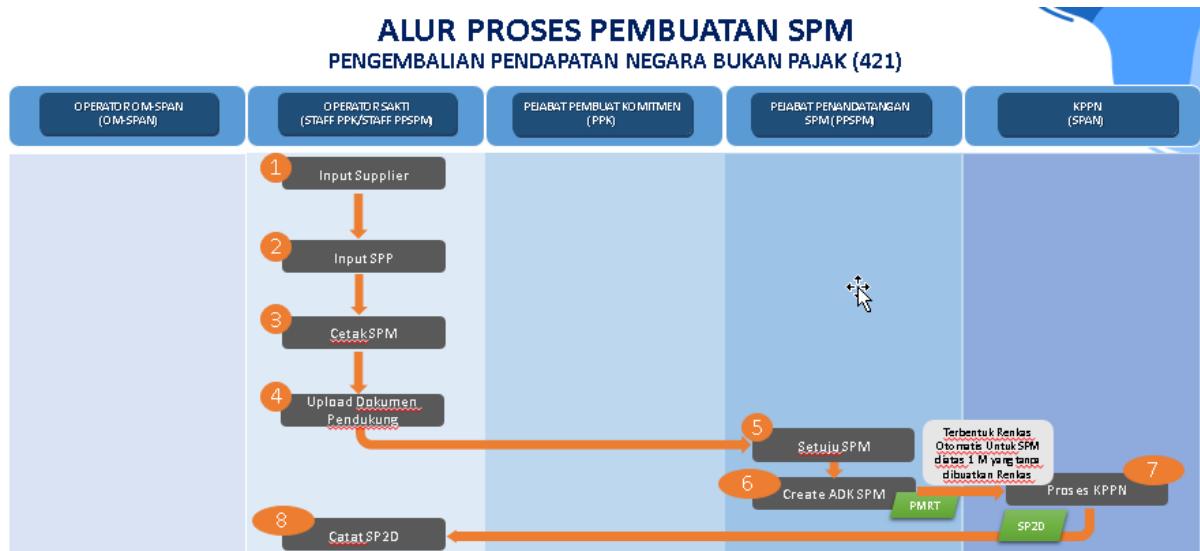 ALUR PROSES PEMBUATAN SPM
PENGEMBALIAN PENDAPATAN NEGARA BUKAN PAJAK (421)
OPERATOR OM-SPAN
(OM-SPAN)
OPERATOR SAKTI
(STAFF PPK/STAFF PPSPM)
PEJABAT PEMBUAT KOMITMEN
(PPK)
PEJABAT PENANDATANGAN
SPM (PPSPM)
KPPN
(SPAN)
1
Input Supplier
2
Input SPP
3
Cetak SPM
4
Upload Dokumen
Pendukung
5
Setuju SPM
Terbentuk Renkas
Otomatis Untuk SPM
diatas 1 M yang tanpa
dibuatkan Renkas
6
Create ADK SPM
PMRT
7
Proses KPPN
SP2D
8
Catat SP2D